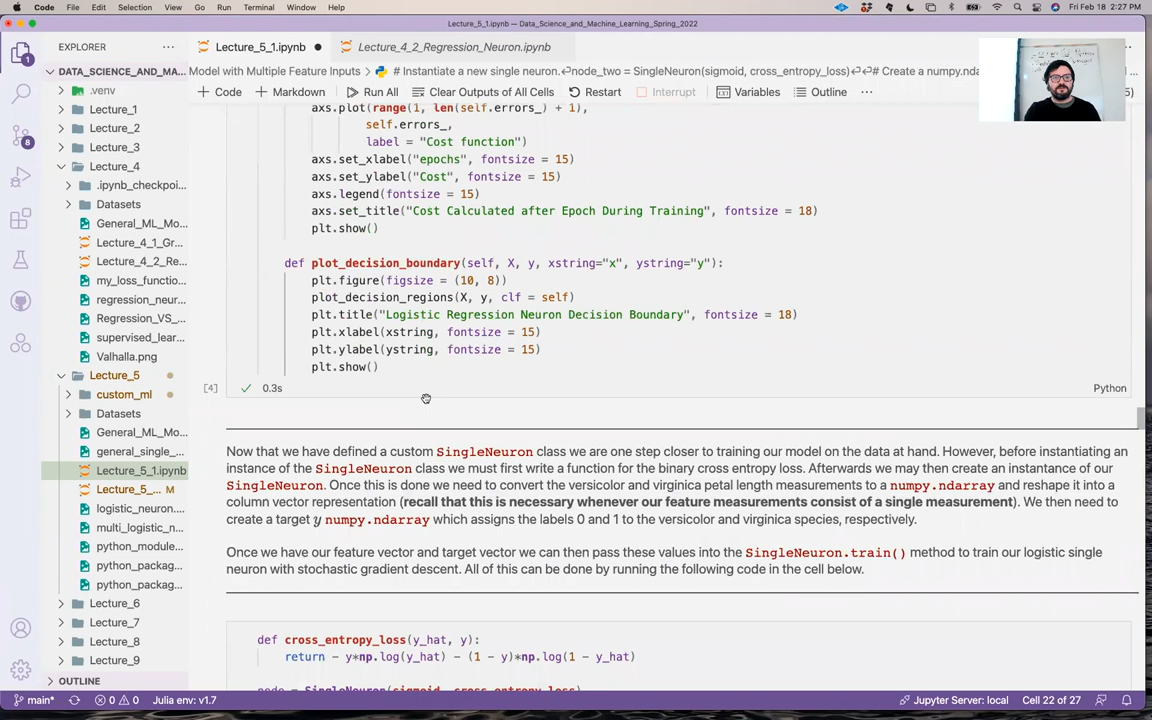 Code File Edit Selection View Go Run Terminal Window Help Fri Feb 18 2:27 PM
Lecture_5_1.ipynb — Data_Science_and_Machine_Learning_Spring_2022
EXPLORER ···
Lecture_5_1.ipynb ●
Lecture_4_2_Regression_Neuron.ipynb
DATA_SCIENCE_AND_MA...
Model with Multiple Feature Inputs > # Instantiate a new single neuron.↵node_two = SingleNeuron(sigmoid, cross_entropy_loss)↵↵# Create a numpy.nda
+ Code + Markdown Run All Clear Outputs of All Cells Restart Interrupt Variables Outline ···
.venv
Lecture_1
Lecture_2
Lecture_3
Lecture_4
.ipynb_checkpoi...
Datasets
General_ML_Mo...
Lecture_4_1_Gr...
Lecture_4_2_Re...
my_loss_functio...
regression_neur...
Regression_VS_...
supervised_lear...
Valhalla.png
Lecture_5
custom_ml
Datasets
General_ML_Mo...
general_single_...
Lecture_5_1.ipynb
Lecture_5_... M
logistic_neuron....
multi_logistic_n...
python_module...
python_packag...
python_packag...
Lecture_6
Lecture_7
Lecture_8
Lecture_9
OUTLINE
1
8
axs.plot(range(1, len(self.errors_) + 1),
self.errors_,
label = "Cost function")
axs.set_xlabel("epochs", fontsize = 15)
axs.set_ylabel("Cost", fontsize = 15)
axs.legend(fontsize = 15)
axs.set_title("Cost Calculated after Epoch During Training", fontsize = 18)
plt.show()
def plot_decision_boundary(self, X, y, xstring="x", ystring="y"):
plt.figure(figsize = (10, 8))
plot_decision_regions(X, y, clf = self)
plt.title("Logistic Regression Neuron Decision Boundary", fontsize = 18)
plt.xlabel(xstring, fontsize = 15)
plt.ylabel(ystring, fontsize = 15)
plt.show()
[4] ✓ 0.3s Python
Now that we have defined a custom SingleNeuron class we are one step closer to training our model on the data at hand. However, before instantiating an
instance of the SingleNeuron class we must first write a function for the binary cross entropy loss. Afterwards we may then create an instantance of our
SingleNeuron. Once this is done we need to convert the versicolor and virginica petal length measurements to a numpy.ndarray and reshape it into a
column vector representation (recall that this is necessary whenever our feature measurements consist of a single measurement). We then need to
create a target y numpy.ndarray which assigns the labels 0 and 1 to the versicolor and virginica species, respectively.
Once we have our feature vector and target vector we can then pass these values into the SingleNeuron.train() method to train our logistic single
neuron with stochastic gradient descent. All of this can be done by running the following code in the cell below.
def cross_entropy_loss(y_hat, y):
return - y*np.log(y_hat) - (1 - y)*np.log(1 - y_hat)
node = SingleNeuron(sigmoid, cross_entropy_loss)
main* 0 0 Julia env: v1.7 Jupyter Server: local Cell 22 of 27